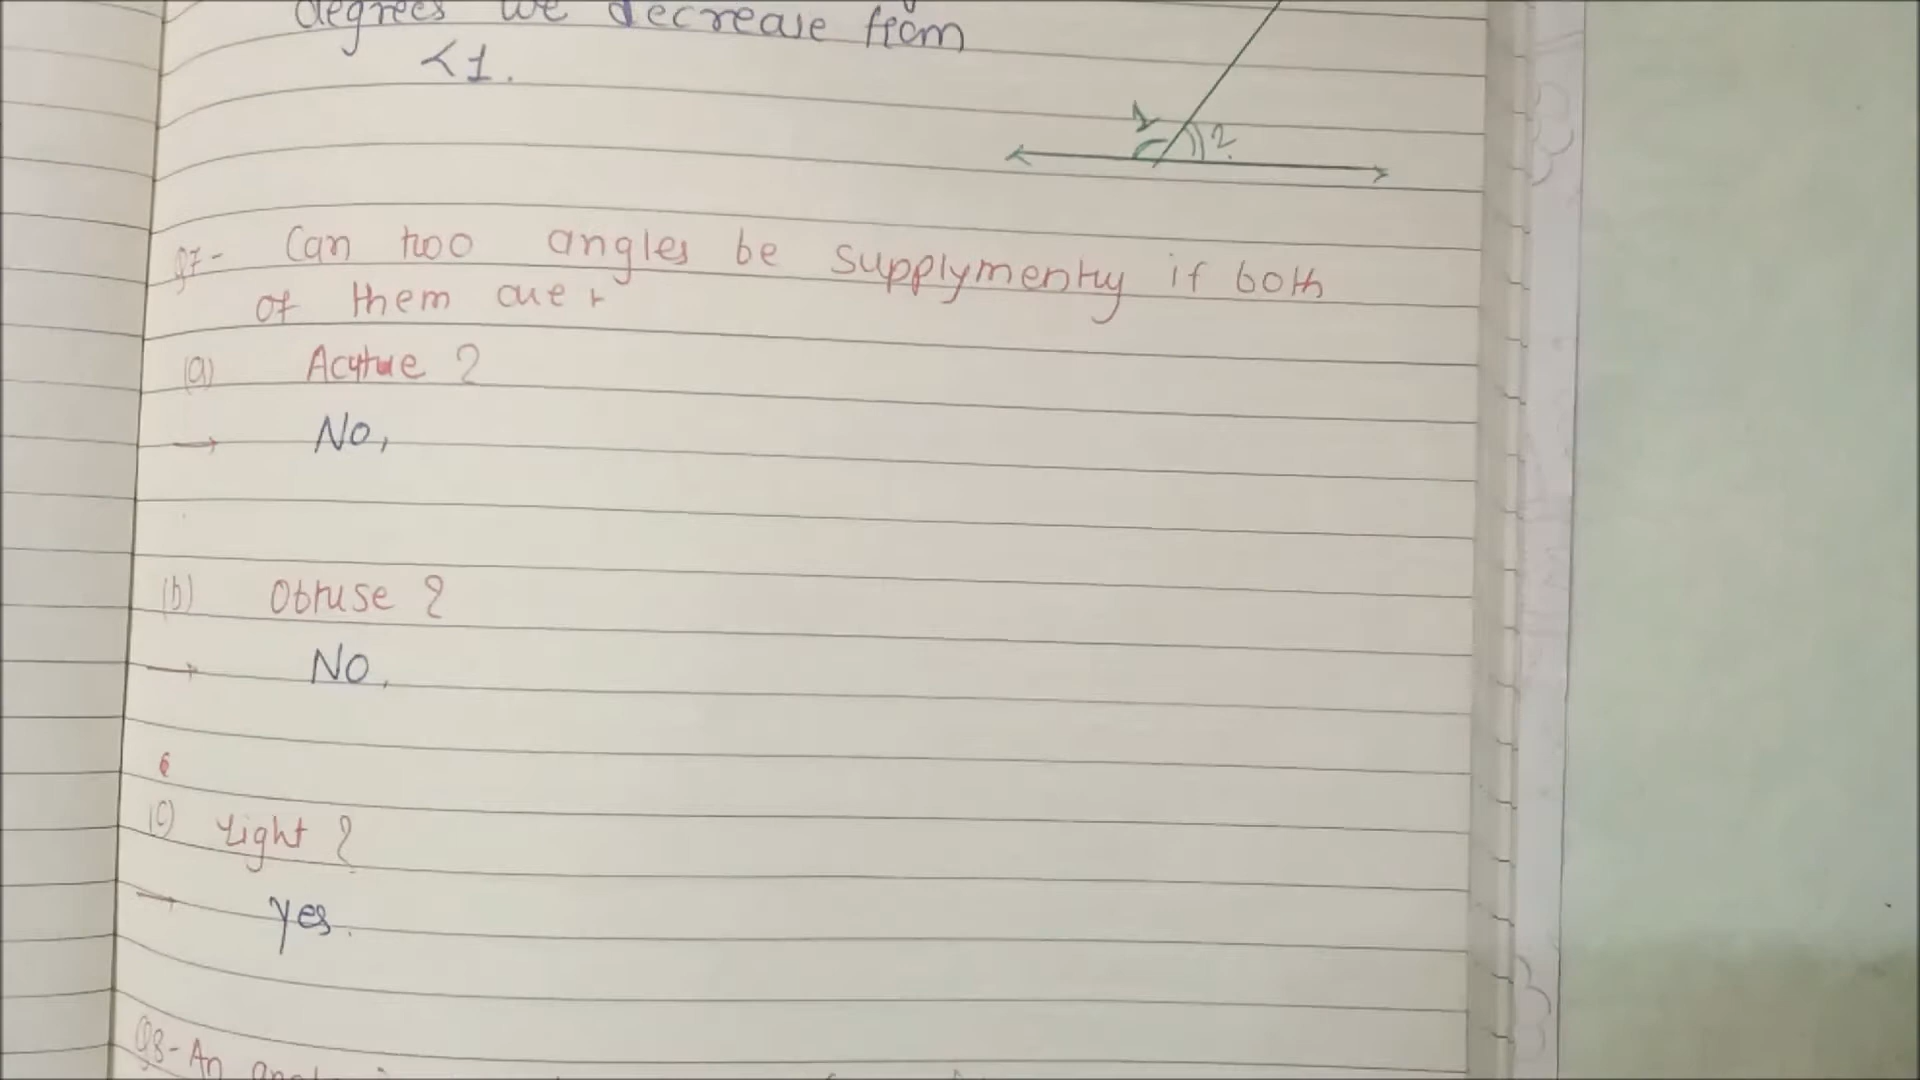 degrees we decrease from
<1.
1
2
Q7- Can two angles be supplymentry if both
of them are :
(a) Acute ?
→ No,
(b) Obtuse ?
→ No,
(c) right ?
→ Yes.
Q8- An